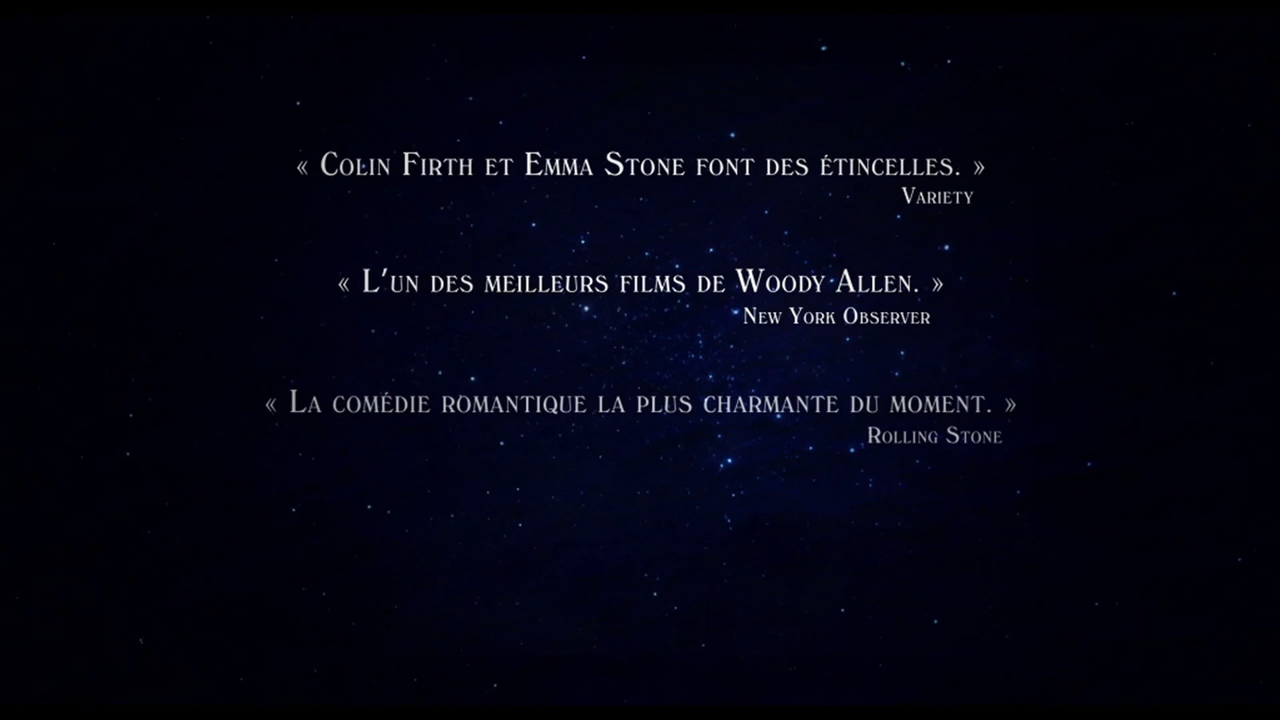 « Colin Firth et Emma Stone font des étincelles. »
Variety
« L'un des meilleurs films de Woody Allen. »
New York Observer
« La comédie romantique la plus charmante du moment. »
Rolling Stone